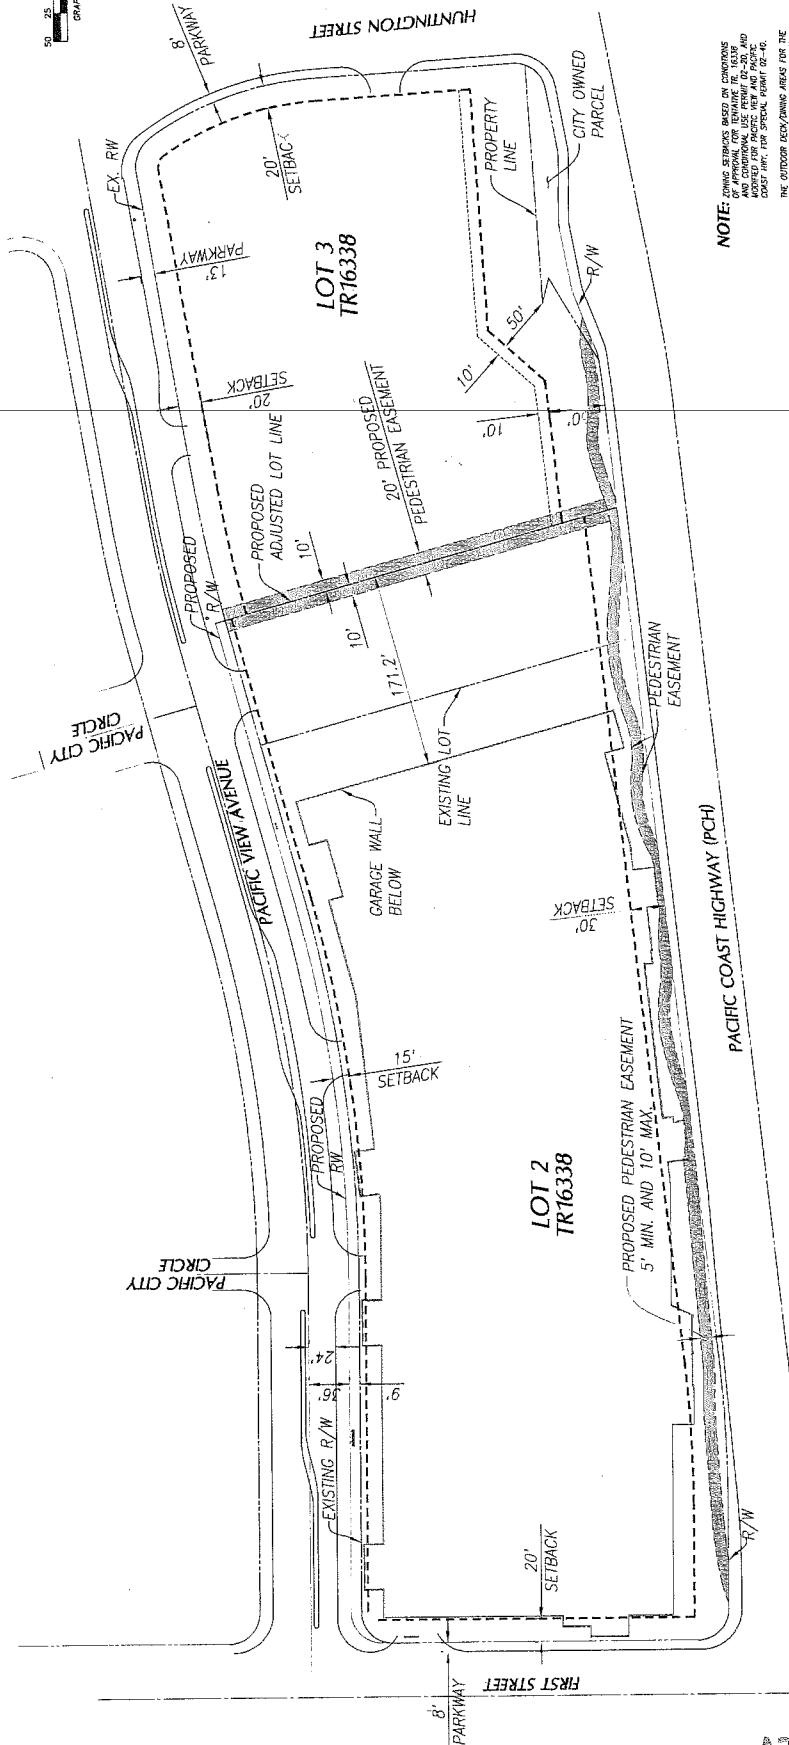 50 25
GRAP
HUNTINGTON STREET
8'
PARKWAY
EX. RW
20'
SETBACK
13'
PARKWAY
LOT 3
TR16338
PROPERTY
LINE
CITY OWNED
PARCEL
R/W
50'
10'
10'
20'
SETBACK
20' PROPOSED
PEDESTRIAN EASEMENT
PROPOSED
ADJUSTED LOT LINE
PROPOSED
R/W
10'
10'
171.2'
PACIFIC CITY
CIRCLE
PACIFIC VIEW AVENUE
EXISTING LOT
LINE
GARAGE WALL
BELOW
PEDESTRIAN
EASEMENT
30'
SETBACK
PACIFIC COAST HIGHWAY (PCH)
15'
SETBACK
PROPOSED
RW
LOT 2
TR16338
PROPOSED PEDESTRIAN EASEMENT
5' MIN. AND 10' MAX.
PACIFIC CITY
CIRCLE
24'
36'
9'
EXISTING R/W
20'
SETBACK
R/W
FIRST STREET
8'
PARKWAY
NOTE: ZONING SETBACKS BASED ON CONDITIONS
OF APPROVAL FOR TENTATIVE TR. 16338
AND CONDITIONAL USE PERMIT 02-20, AND
MODIFIED FOR PACIFIC VIEW AND PACIFIC
COAST HWY. FOR SPECIAL PERMIT 02-40.
THE OUTDOOR DECK/DINING AREAS FOR THE